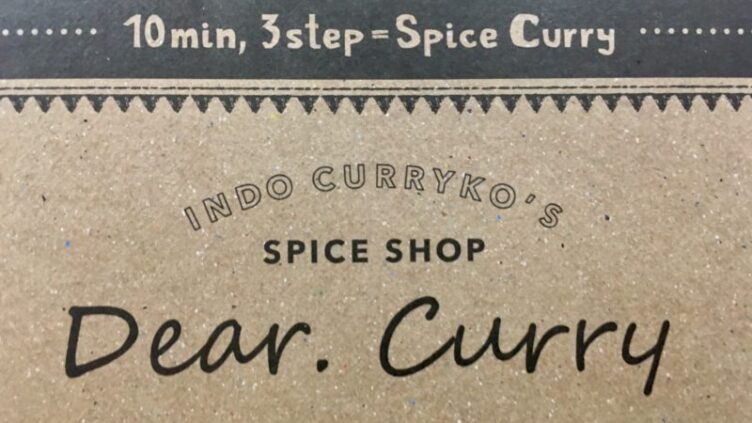 10min, 3step=Spice Curry
INDO CURRYKO'S
SPICE SHOP
Dear. Curry